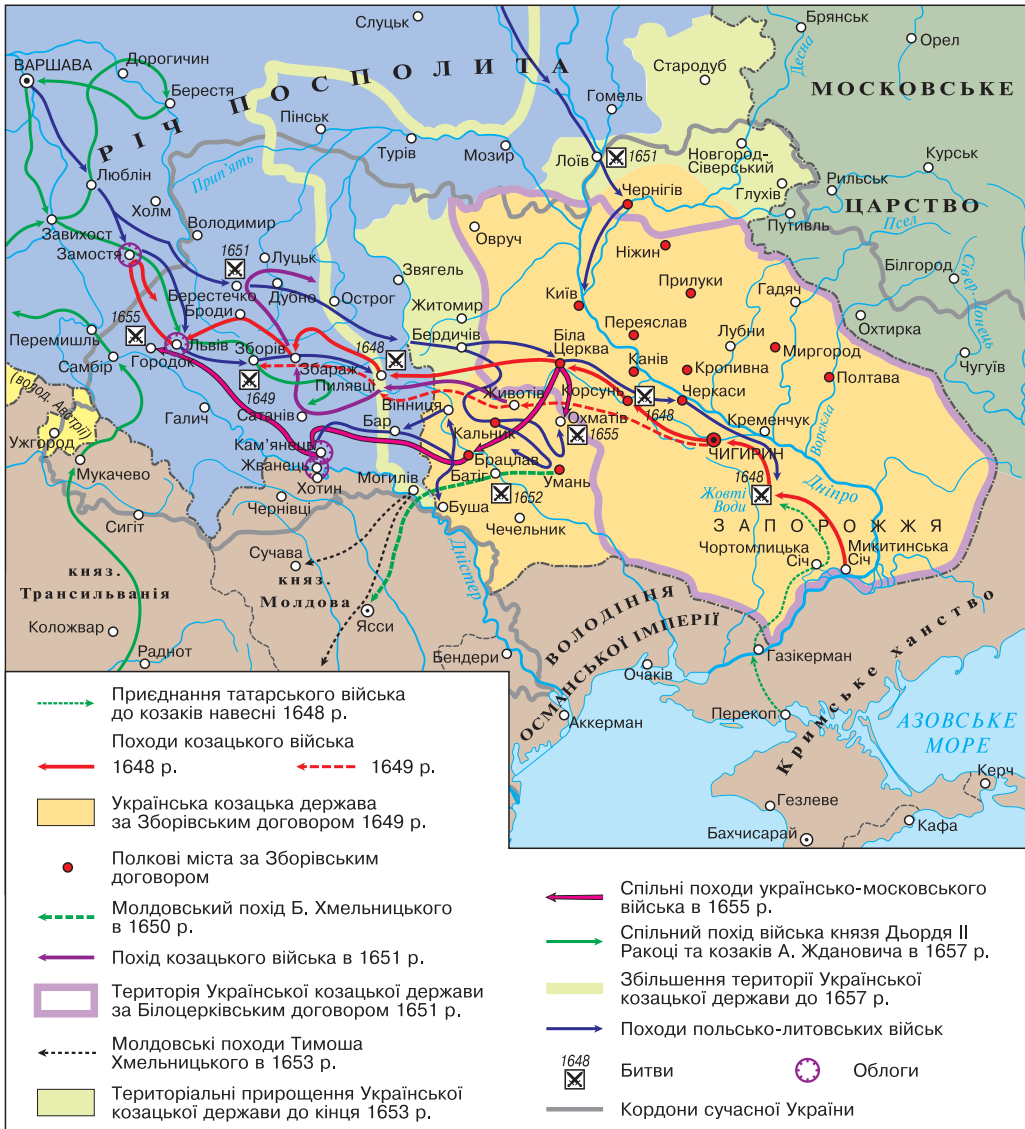 Слуцьк
Брянськ
Орел
ВАРШАВА
Дорогичин
Берестя
РІЧ ПОСПОЛИТА
Стародуб
Десна
МОСКОВСЬКЕ
Гомель
Пінськ
Турів
Мозир
Прип'ять
Лоїв
1651
Новгород-
Сіверський
Курськ
Люблін
Глухів
Рильськ
Чернігів
ЦАРСТВО
Холм
Володимир
Завихост
Замостя
Овруч
Путивль
Псел
1651
Луцьк
Ніжин
Білгород
Сівер. Донець
Звягель
Берестечко
Дубно
Острог
Прилуки
Гадяч
Броди
Житомир
Київ
Охтирка
1655
Перемишль
Бердичів
Переяслав
Лубни
Біла
Церква
Миргород
Чугуїв
Львів
Зборів
1648
Городок
Самбір
Збараж
Пилявці
Канів
Кропивна
Полтава
1649
Животів
Корсунь
1648
Черкаси
(волод. Австрії)
Галич
Сатанів
Вінниця
Охматів
Кременчук
Ворскла
Бар
1655
Ужгород
Кам'янець
Кальник
ЧИГИРИН
Мукачево
Жванець
Брацлав
Умань
Хотин
Могилів
Батіг
1652
1648
Дніпро
Жовті
Води
Чернівці
Буша
Чечельник
ЗАПОРОЖЖЯ
Сигіт
Сучава
Чортомлицька
Січ
Микитинська
Січ
княз.
Трансильванія
княз.
Молдова
Дністер
Коложвар
Ясси
ВОЛОДІННЯ
ОСМАНСЬКОЇ ІМПЕРІЇ
Раднот
Бендери
Газікерман
Очаків
Кримське ханство
Аккерман
Перекоп
АЗОВСЬКЕ
МОРЕ
Керч
Гезлеве
Кафа
Бахчисарай
Приєднання татарського війська
до козаків навесні 1648 р.
Походи козацького війська
1648 р.
1649 р.
Українська козацька держава
за Зборівським договором 1649 р.
Полкові міста за Зборівським
договором
Молдовський похід Б. Хмельницького
в 1650 р.
Похід козацького війська в 1651 р.
Територія Української козацької держави
за Білоцерківським договором 1651 р.
Молдовські походи Тимоша
Хмельницького в 1653 р.
Територіальні прирощення Української
козацької держави до кінця 1653 р.
Спільні походи українсько-московського
війська в 1655 р.
Спільний похід війська князя Дьордя II
Ракоці та козаків А. Ждановича в 1657 р.
Збільшення території Української
козацької держави до 1657 р.
Походи польсько-литовських військ
1648
Битви
Облоги
Кордони сучасної України